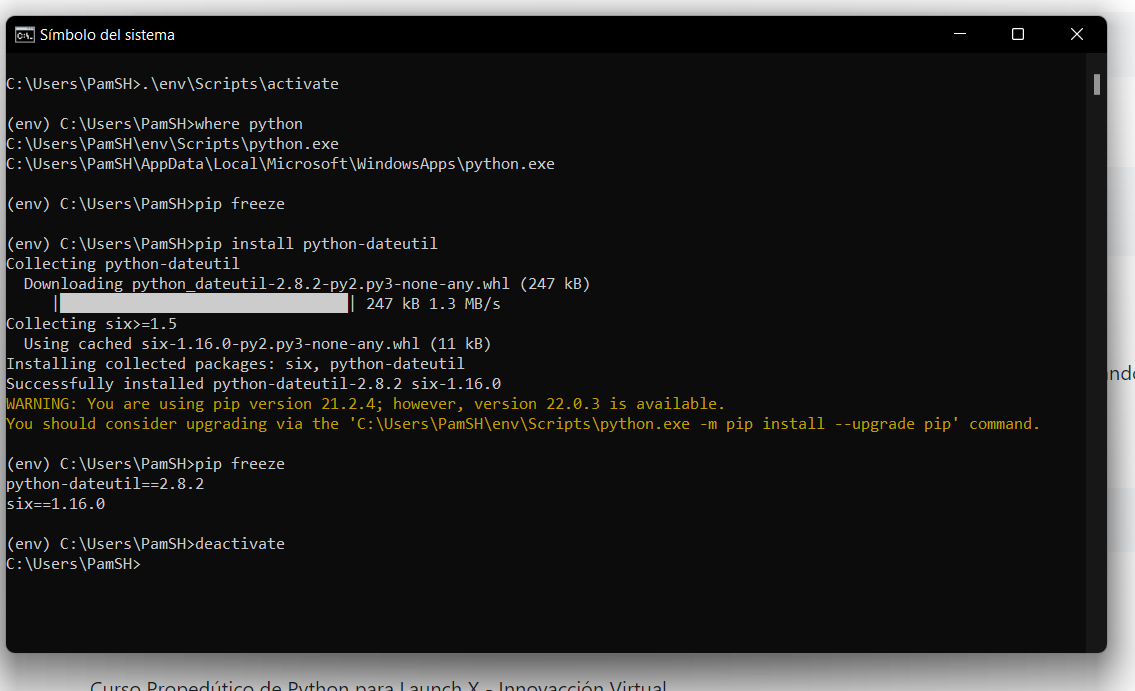 Símbolo del sistema
C:\Users\PamSH>.\env\Scripts\activate
(env) C:\Users\PamSH>where python
C:\Users\PamSH\env\Scripts\python.exe
C:\Users\PamSH\AppData\Local\Microsoft\WindowsApps\python.exe
(env) C:\Users\PamSH>pip freeze
(env) C:\Users\PamSH>pip install python-dateutil
Collecting python-dateutil
  Downloading python_dateutil-2.8.2-py2.py3-none-any.whl (247 kB)
     |████████████████████████████████| 247 kB 1.3 MB/s
Collecting six>=1.5
  Using cached six-1.16.0-py2.py3-none-any.whl (11 kB)
Installing collected packages: six, python-dateutil
Successfully installed python-dateutil-2.8.2 six-1.16.0
WARNING: You are using pip version 21.2.4; however, version 22.0.3 is available.
You should consider upgrading via the 'C:\Users\PamSH\env\Scripts\python.exe -m pip install --upgrade pip' command.
(env) C:\Users\PamSH>pip freeze
python-dateutil==2.8.2
six==1.16.0
(env) C:\Users\PamSH>deactivate
C:\Users\PamSH>
Curso Propedútico de Python para Launch X - Innovacción Virtual